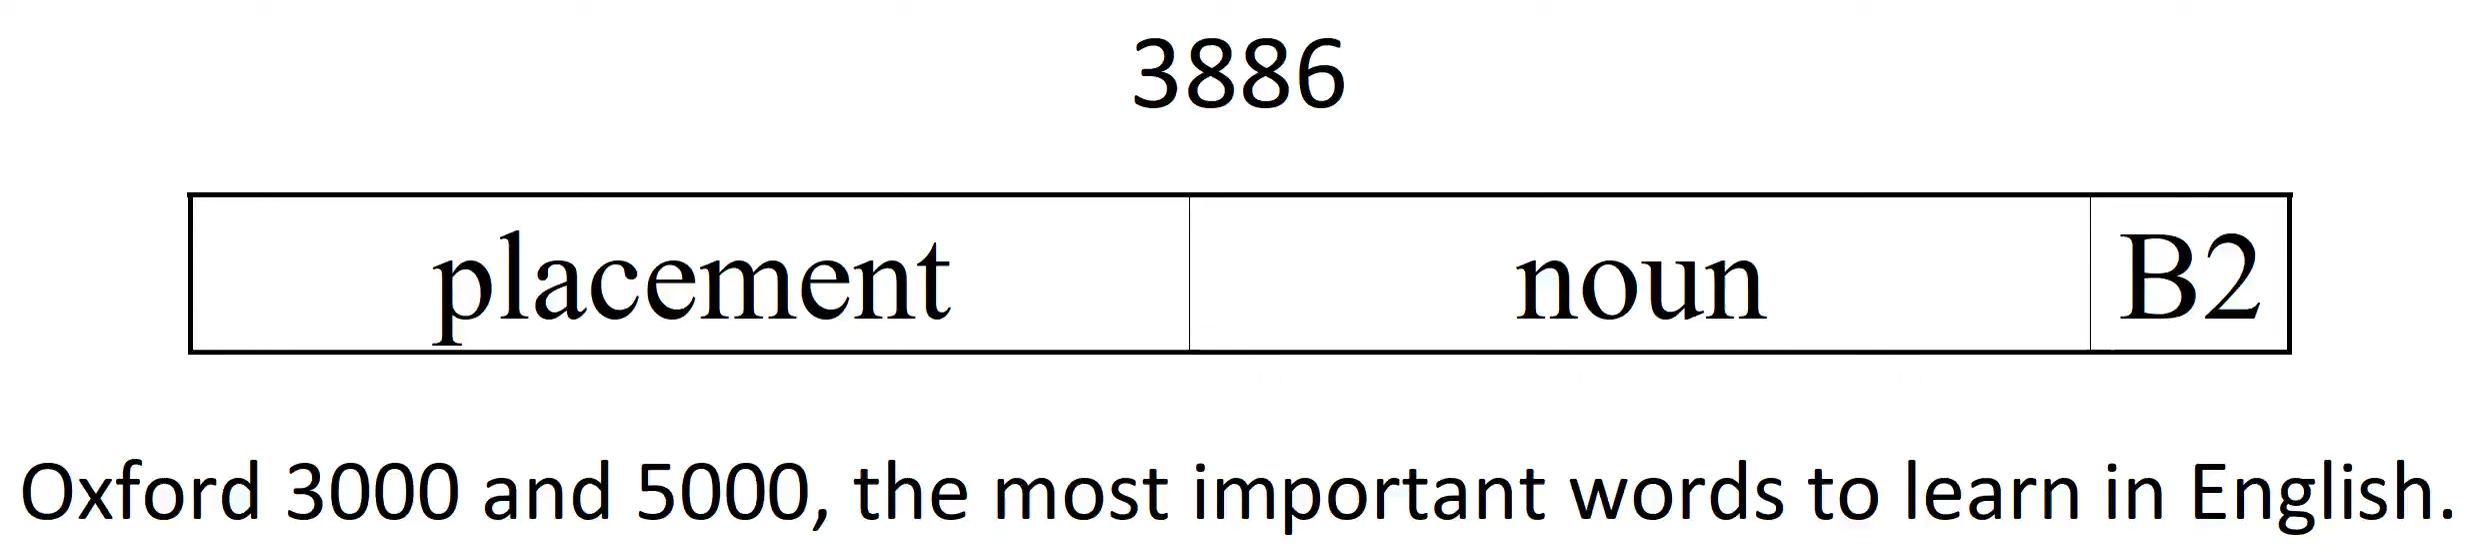 3886
placement noun B2
Oxford 3000 and 5000, the most important words to learn in English.